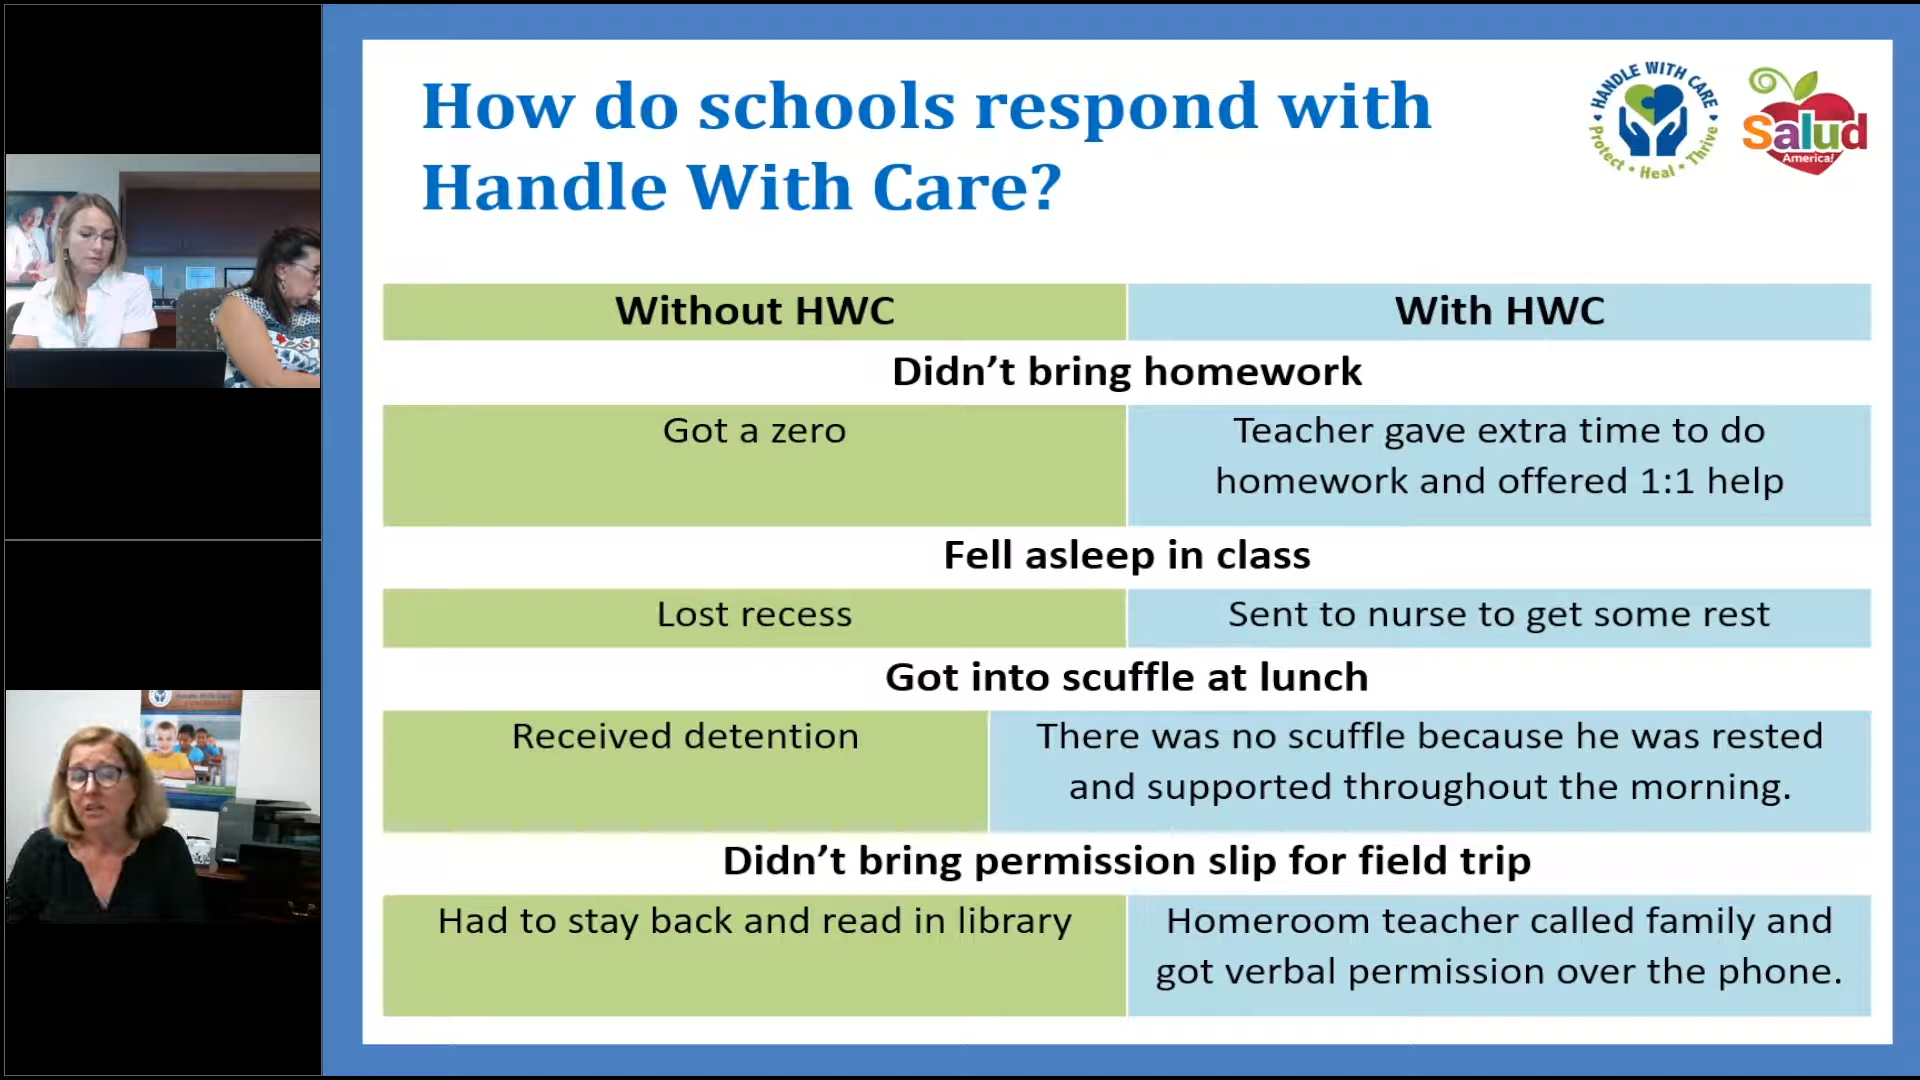 How do schools respond with
Handle With Care?
HANDLE WITH CARE
Protect • Heal • Thrive
Salud
America!
Without HWC
With HWC
Didn’t bring homework
Got a zero
Teacher gave extra time to do
homework and offered 1:1 help
Fell asleep in class
Lost recess
Sent to nurse to get some rest
Got into scuffle at lunch
Received detention
There was no scuffle because he was rested
and supported throughout the morning.
Didn’t bring permission slip for field trip
Had to stay back and read in library
Homeroom teacher called family and
got verbal permission over the phone.
Handle With Care